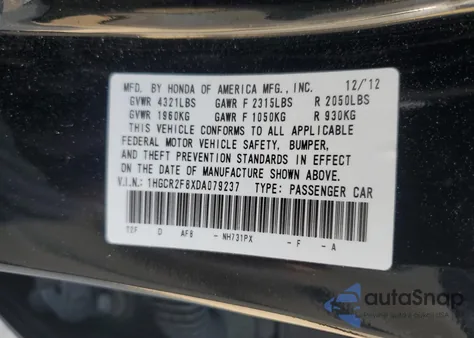 MFD. BY HONDA OF AMERICA MFG., INC. 12/'12
GVWR 4321LBS GAWR F 2315LBS R 2050LBS
GVWR 1960KG GAWR F 1050KG R 930KG
THIS VEHICLE CONFORMS TO ALL APPLICABLE
FEDERAL MOTOR VEHICLE SAFETY, BUMPER,
AND THEFT PREVENTION STANDARDS IN EFFECT
ON THE DATE OF MANUFACTURE SHOWN ABOVE.
V.I.N.: 1HGCR2F8XDA079237 TYPE: PASSENGER CAR
D AF8 - NH731PX - F - A
autoSnap